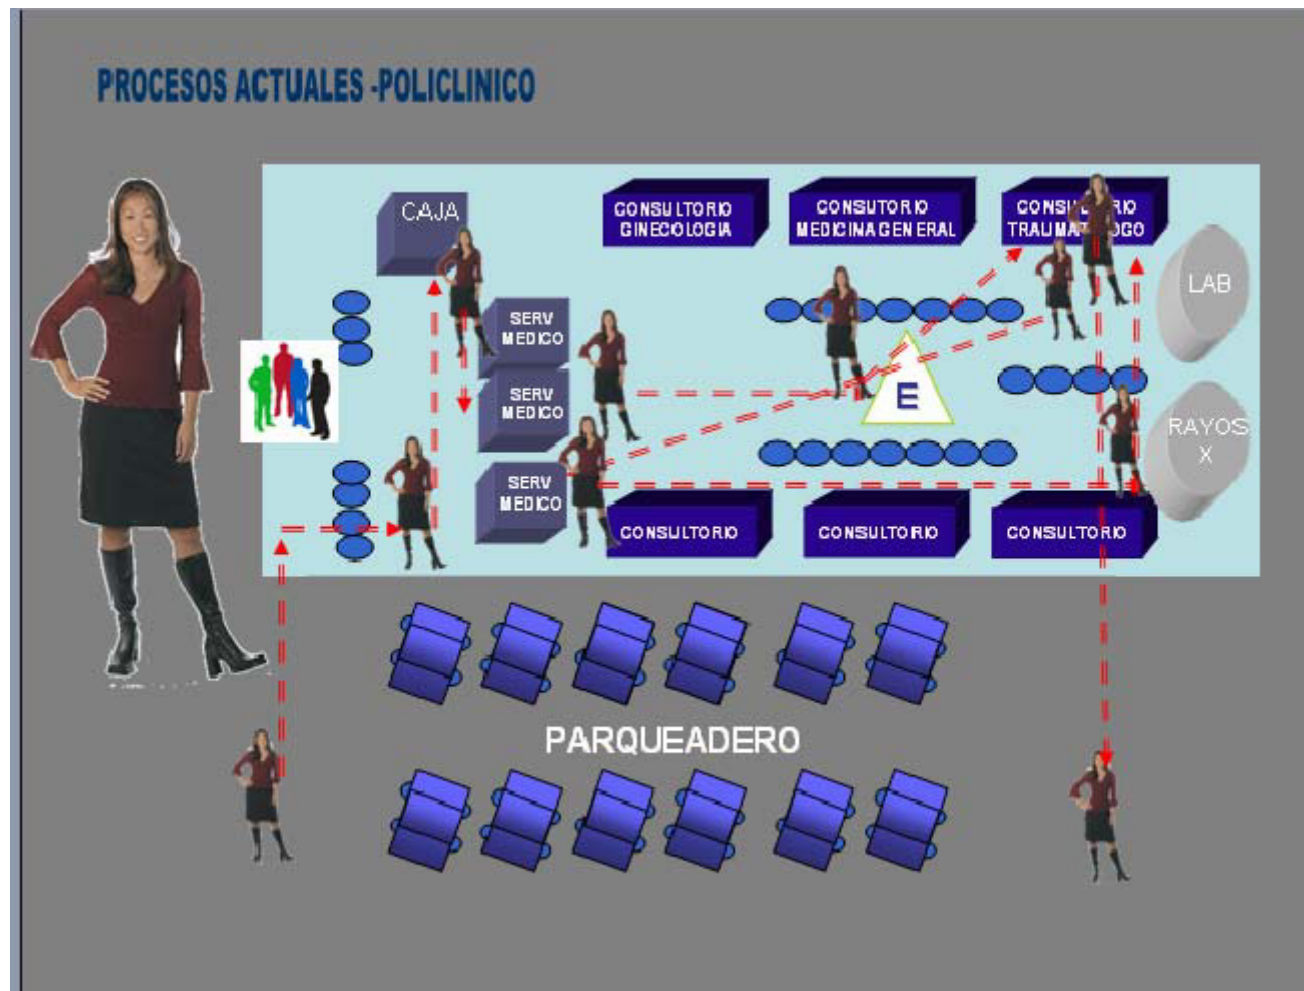 PROCESOS ACTUALES -POLICLINICO
CAJA
CONSULTORIO
GINECOLOGIA
CONSUTORIO
MEDICINA GENERAL
LAB
SERV
MEDICO
SERV
MEDICO
E
RAYOS
X
SERV
MEDICO
CONSULTORIO
CONSULTORIO
CONSULTORIO
PARQUEADERO